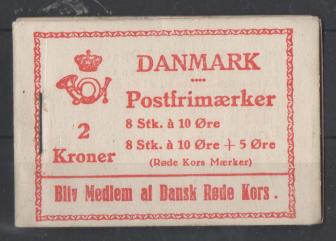 DANMARK
Postfrimærker
2
Kroner
8 Stk. à 10 Øre
8 Stk. à 10 Øre + 5 Øre
(Røde Kors Mærker)
Bliv Medlem af Dansk Røde Kors.